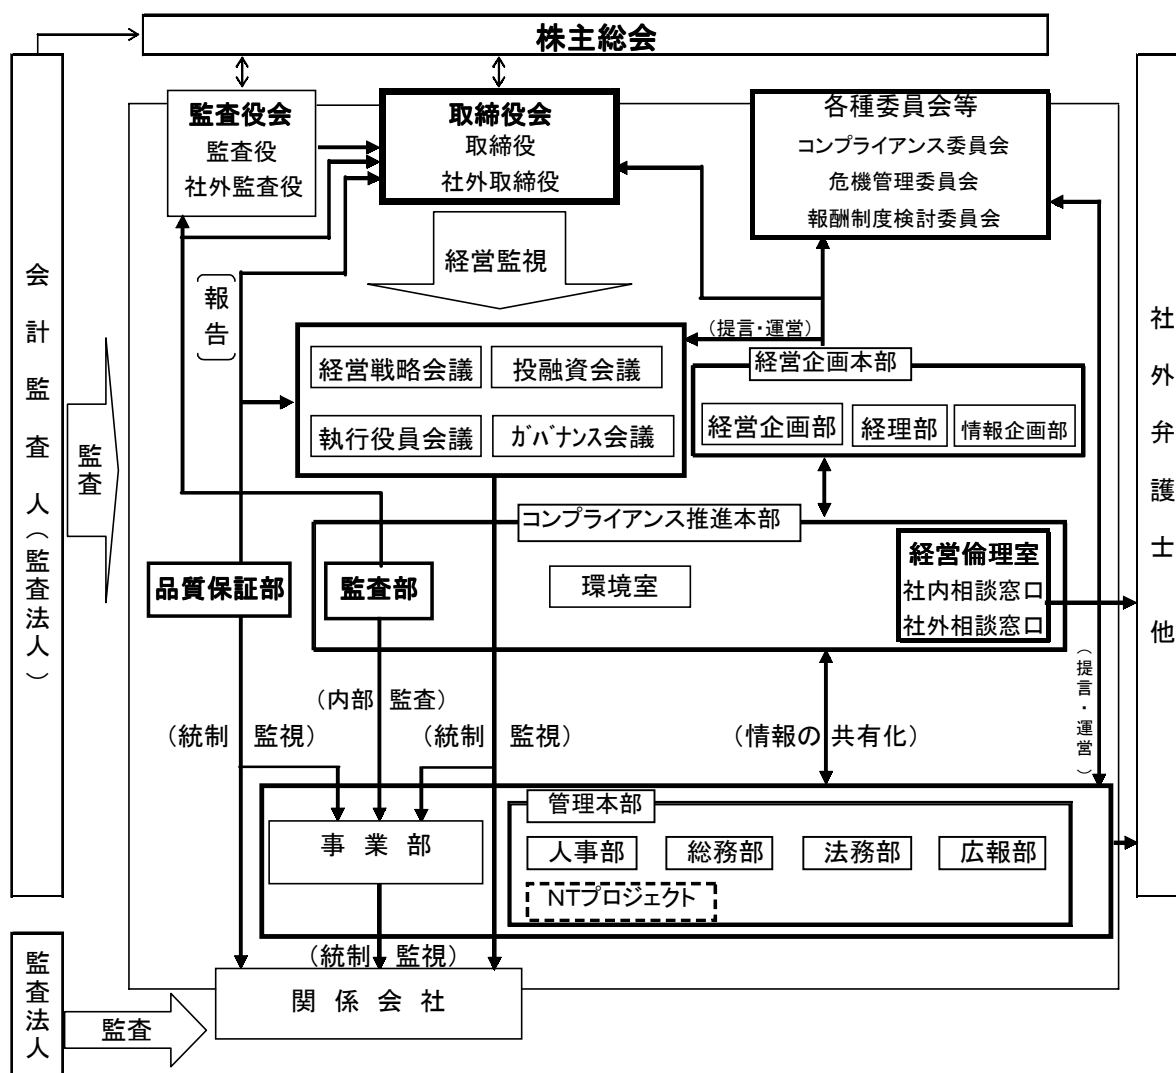 株主総会
監査役会
監査役
社外監査役
取締役会
取締役
社外取締役
各種委員会等
コンプライアンス委員会
危機管理委員会
報酬制度検討委員会
会計監査人（監査法人）
監査
社外弁護士他
経営監視
（報告）
（提言・運営）
経営戦略会議
投融資会議
執行役員会議
ガバナンス会議
経営企画本部
経営企画部
経理部
情報企画部
コンプライアンス推進本部
品質保証部
監査部
環境室
経営倫理室
社内相談窓口
社外相談窓口
（提言・運営）
（内部 監査）
（統制 監視）
（統制 監視）
（情報の 共有化）
事業部
管理本部
人事部
総務部
法務部
広報部
NTプロジェクト
（統制 監視）
関係会社
監査法人
監査